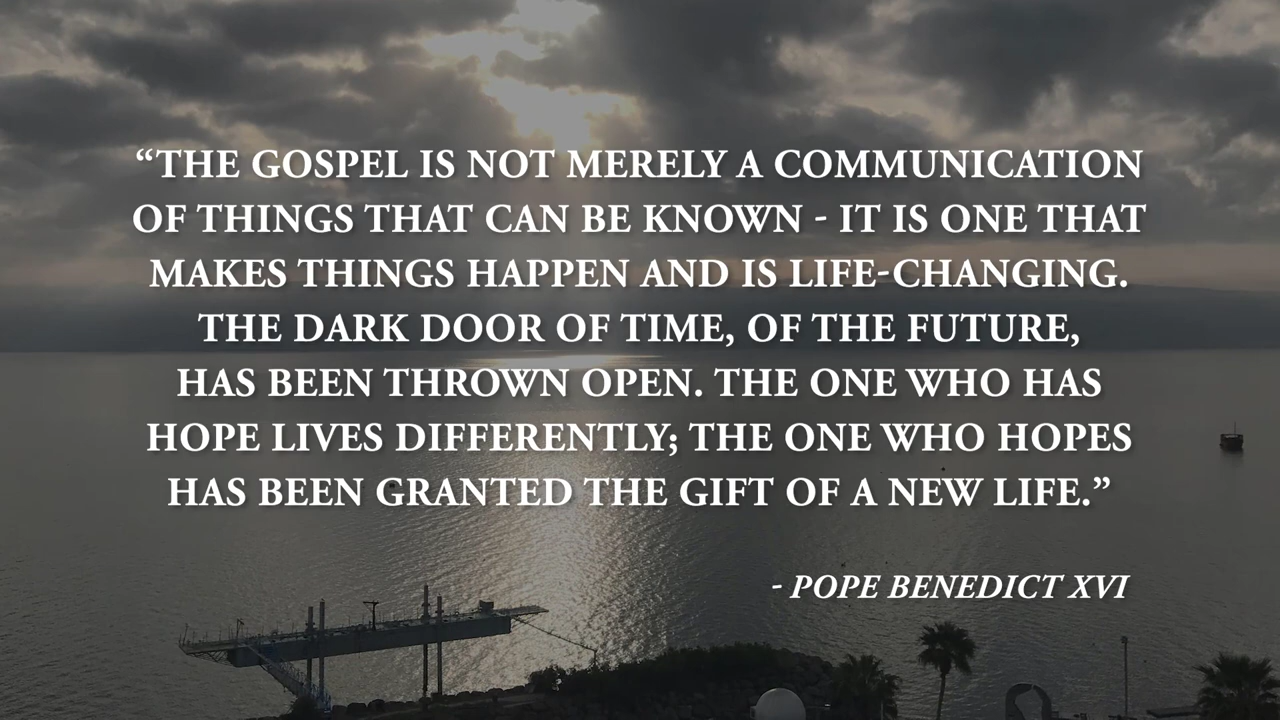 “THE GOSPEL IS NOT MERELY A COMMUNICATION
OF THINGS THAT CAN BE KNOWN - IT IS ONE THAT
MAKES THINGS HAPPEN AND IS LIFE-CHANGING.
THE DARK DOOR OF TIME, OF THE FUTURE,
HAS BEEN THROWN OPEN. THE ONE WHO HAS
HOPE LIVES DIFFERENTLY; THE ONE WHO HOPES
HAS BEEN GRANTED THE GIFT OF A NEW LIFE.”
- POPE BENEDICT XVI